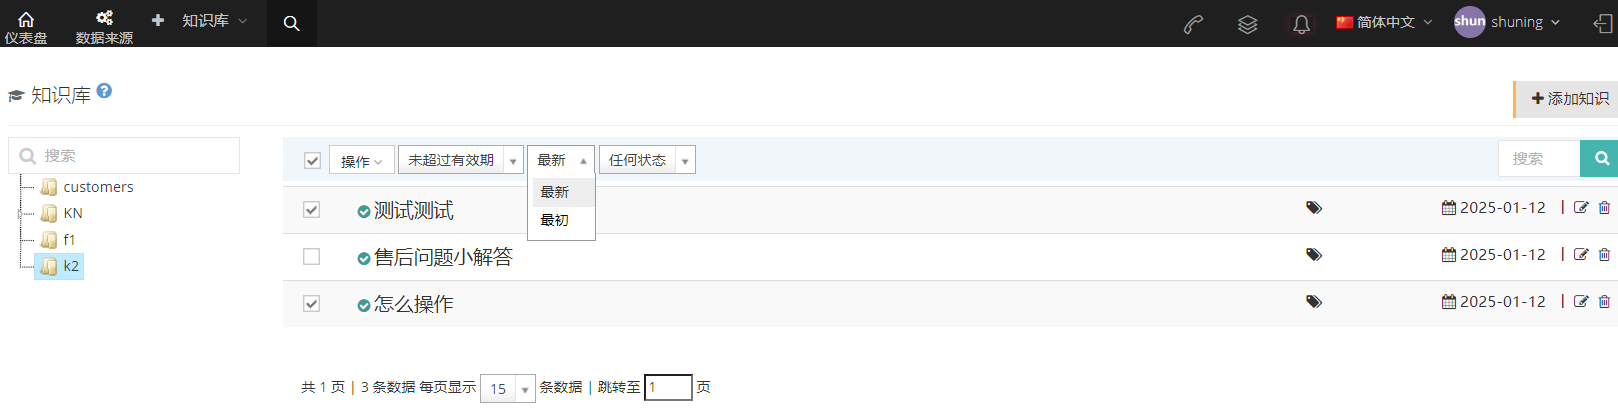 仪表盘 数据来源 知识库 简体中文 shun shuning
知识库
添加知识
搜索
customers
KN
f1
k2
操作 未超过有效期 最新 任何状态 搜索
最新
最初
测试测试 2025-01-12 |
售后问题小解答 2025-01-12 |
怎么操作 2025-01-12 |
共 1 页 | 3 条数据 每页显示 15 条数据 | 跳转至 1 页